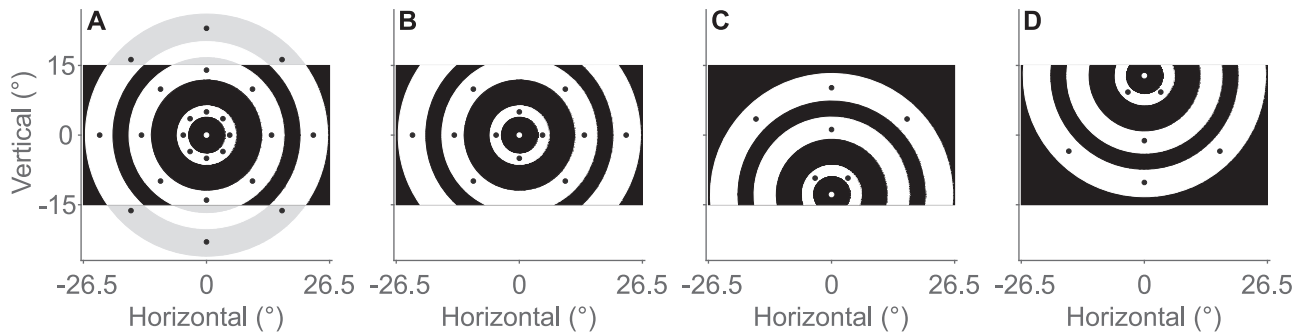 A B C D
Vertical (°)
15
0
-15
-26.5 0 26.5 -26.5 0 26.5 -26.5 0 26.5 -26.5 0 26.5
Horizontal (°) Horizontal (°) Horizontal (°) Horizontal (°)